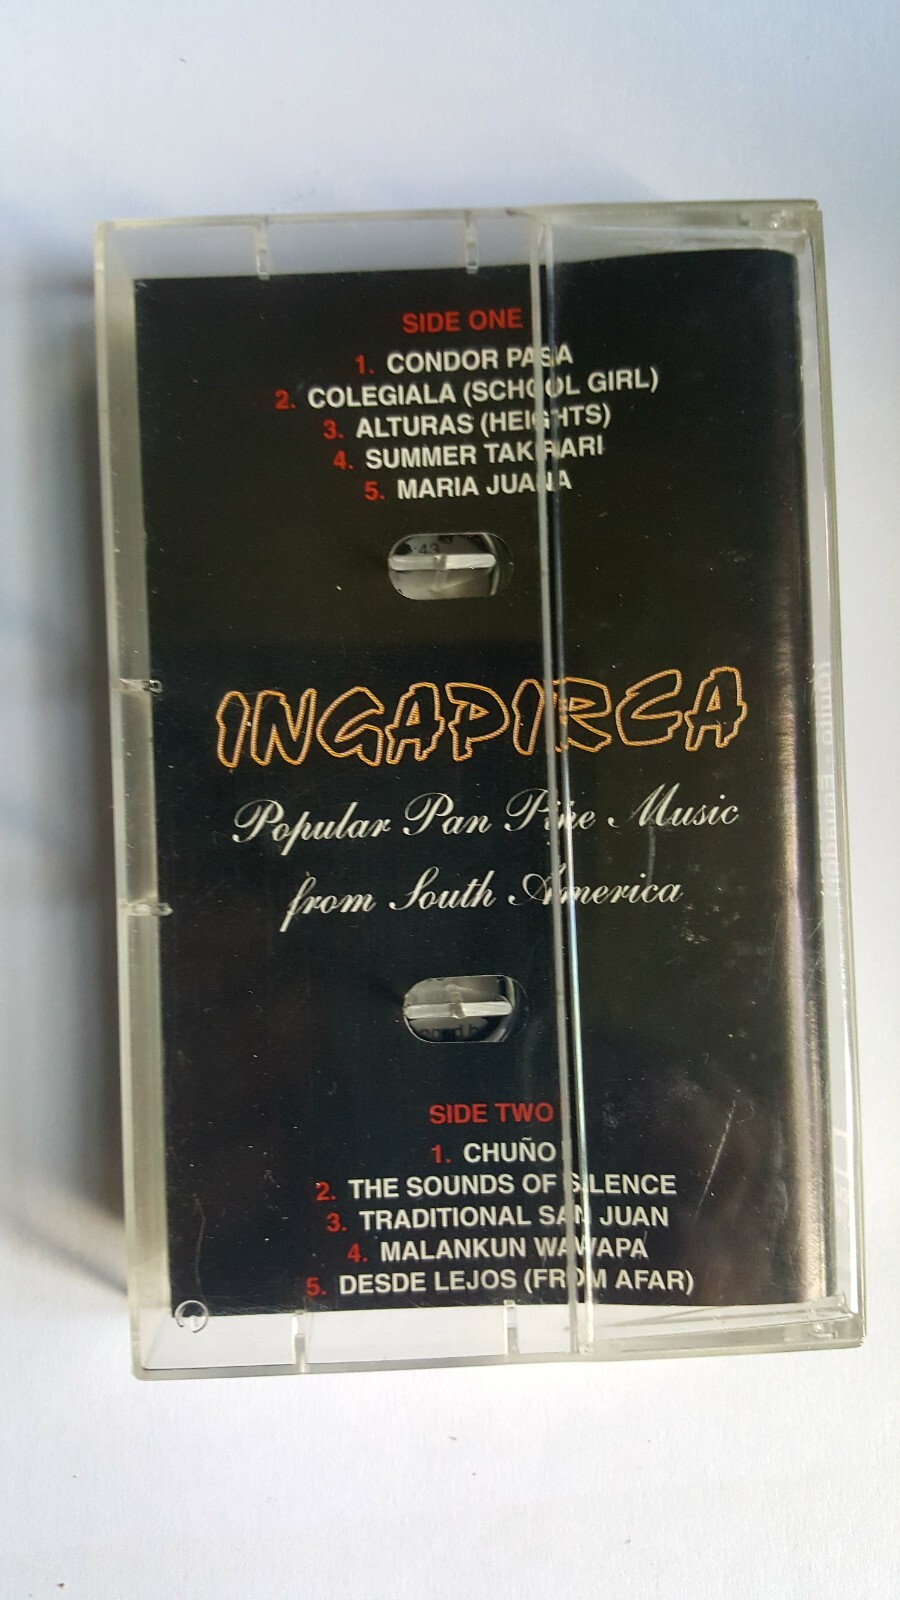 SIDE ONE
1. CONDOR PASA
2. COLEGIALA (SCHOOL GIRL)
3. ALTURAS (HEIGHTS)
4. SUMMER TAKIRARI
5. MARIA JUANA
:43
INGAPIRCA
Popular Pan Pipe Music
from South America
SIDE TWO
1. CHUÑO
2. THE SOUNDS OF SILENCE
3. TRADITIONAL SAN JUAN
4. MALANKUN WAWAPA
5. DESDE LEJOS (FROM AFAR)